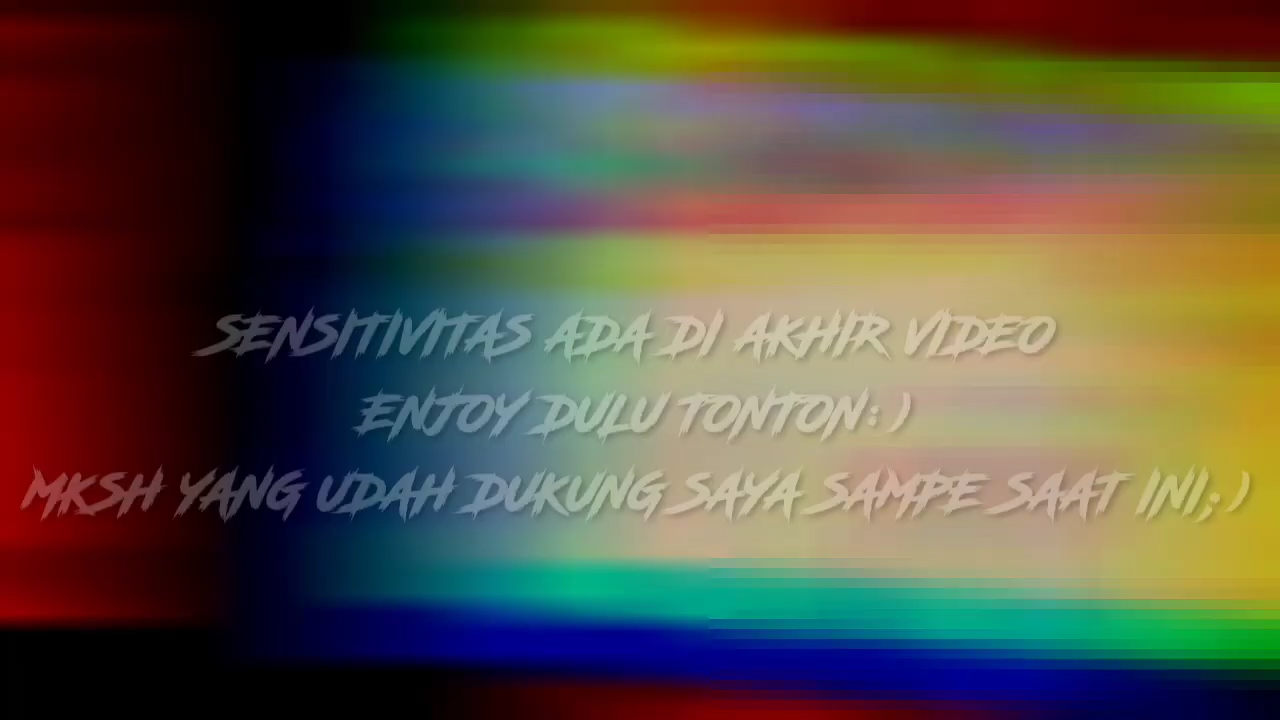 SENSITIVITAS ADA DI AKHIR VIDEO
ENJOY DULU TONTON:)
MKSH YANG UDAH DUKUNG SAYA SAMPE SAAT INI;)